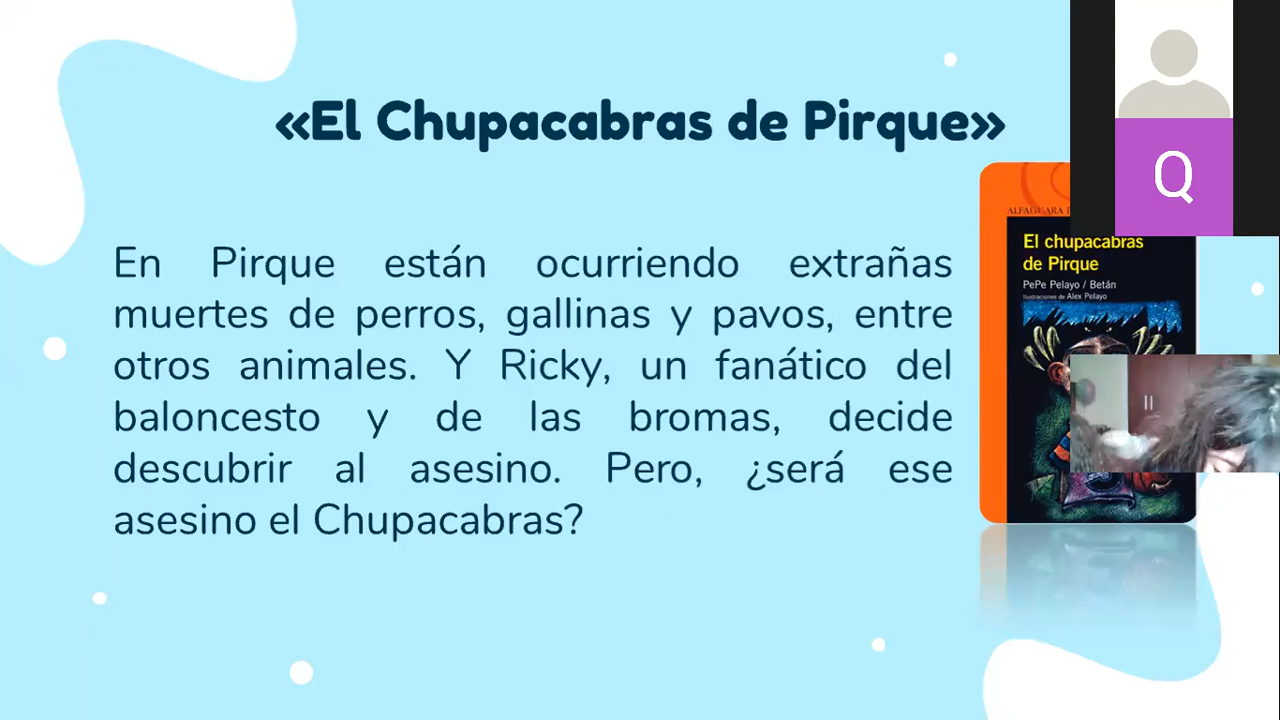 «El Chupacabras de Pirque»
Q
ALFAGUARA
El chupacabras
de Pirque
PePe Pelayo / Betán
Ilustraciones de Alex Pelayo
En Pirque están ocurriendo extrañas
muertes de perros, gallinas y pavos, entre
otros animales. Y Ricky, un fanático del
baloncesto y de las bromas, decide
descubrir al asesino. Pero, ¿será ese
asesino el Chupacabras?